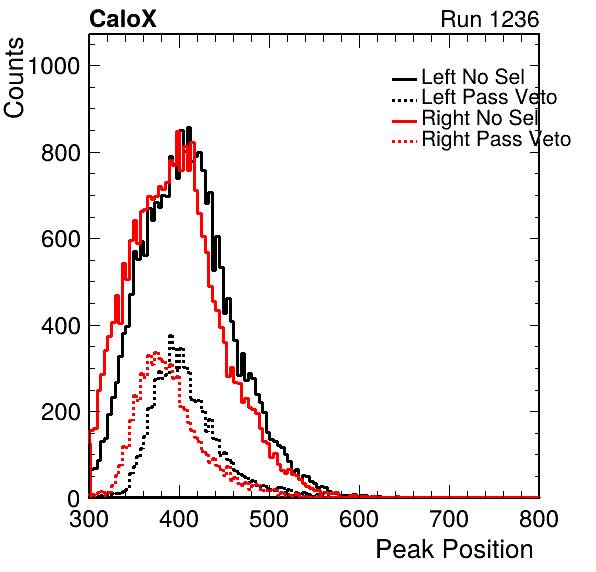 CaloX Run 1236
Counts
1000
800
600
400
200
0
Left No Sel
Left Pass Veto
Right No Sel
Right Pass Veto
300 400 500 600 700 800
Peak Position